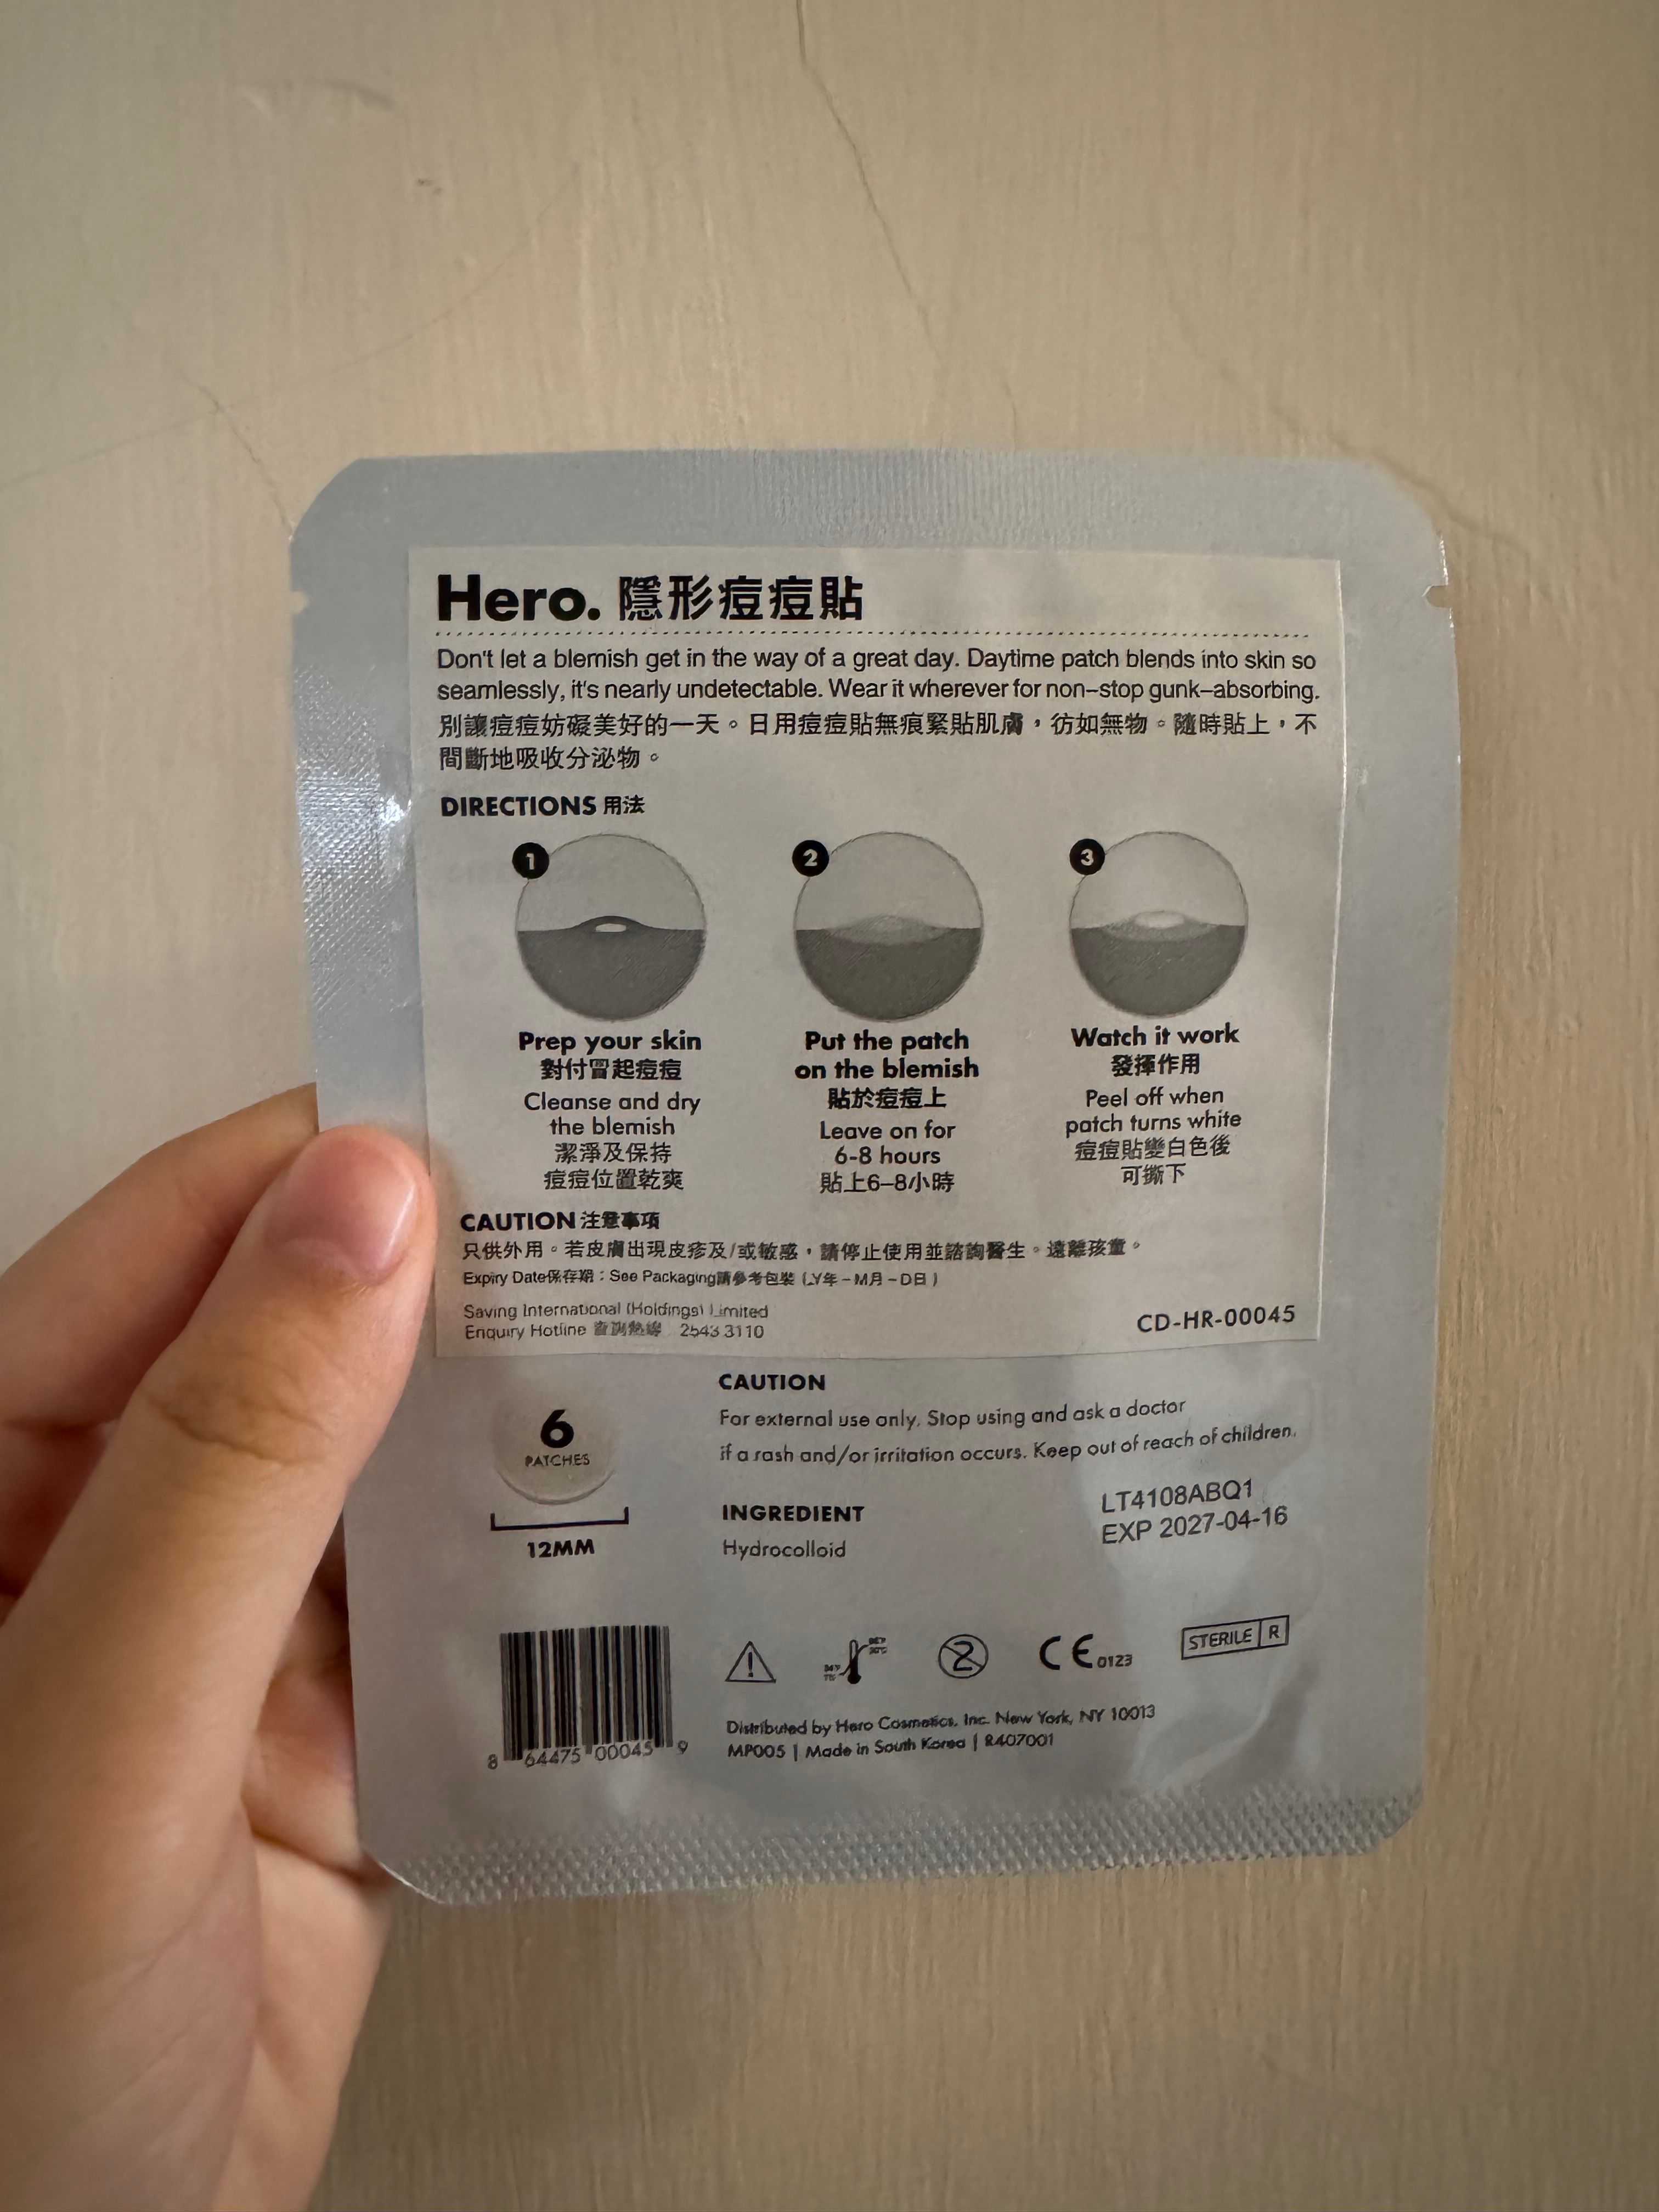 Hero. 隱形痘痘貼
Don't let a blemish get in the way of a great day. Daytime patch blends into skin so
seamlessly, it's nearly undetectable. Wear it wherever for non–stop gunk–absorbing.
別讓痘痘妨礙美好的一天。日用痘痘貼無痕緊貼肌膚，彷如無物。隨時貼上，不
間斷地吸收分泌物。
DIRECTIONS 用法
1
Prep your skin
對付冒起痘痘
Cleanse and dry
the blemish
潔淨及保持
痘痘位置乾爽
2
Put the patch
on the blemish
貼於痘痘上
Leave on for
6-8 hours
貼上6–8小時
3
Watch it work
發揮作用
Peel off when
patch turns white
痘痘貼變白色後
可撕下
CAUTION 注意事項
只供外用。若皮膚出現皮疹及/或敏感，請停止使用並諮詢醫生。遠離孩童。
Expiry Date保存期：See Packaging請參考包裝 (Y年–M月–D日)
Saving International (Holdings) Limited
Enquiry Hotline 查詢熱線 2543 3110
CD-HR-00045
6
PATCHES
12MM
CAUTION
For external use only. Stop using and ask a doctor
if a rash and/or irritation occurs. Keep out of reach of children.
INGREDIENT
Hydrocolloid
LT4108ABQ1
EXP 2027-04-16
8 64475 00045 9
2
CE 0123
STERILE R
Distributed by Hero Cosmetics, Inc. New York, NY 10013
MP005 | Made in South Korea | R407001